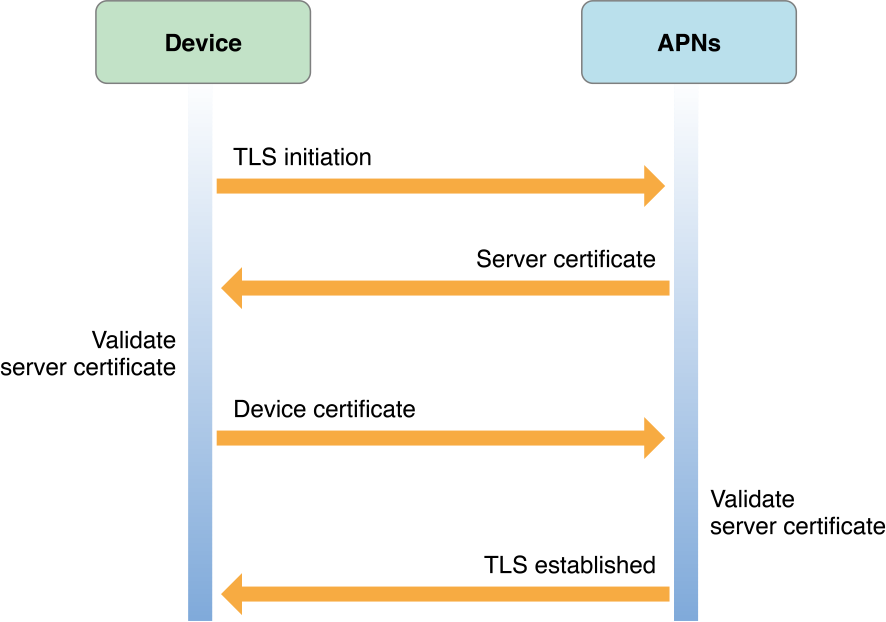 Device
APNs
TLS initiation
Server certificate
Validate
server certificate
Device certificate
Validate
server certificate
TLS established